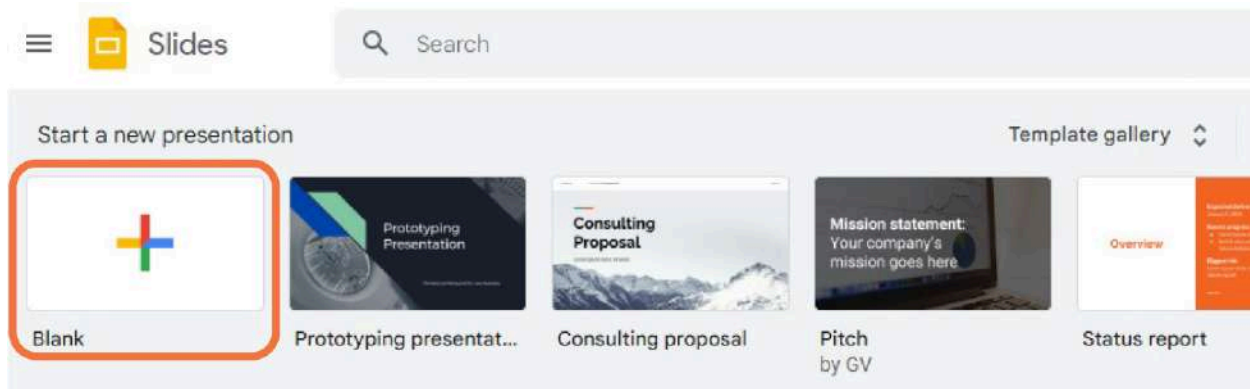 Slides
Search
Start a new presentation
Template gallery
Prototyping
Presentation
Consulting
Proposal
Mission statement:
Your company's
mission goes here
Overview
Blank
Prototyping presentat...
Consulting proposal
Pitch
by GV
Status report